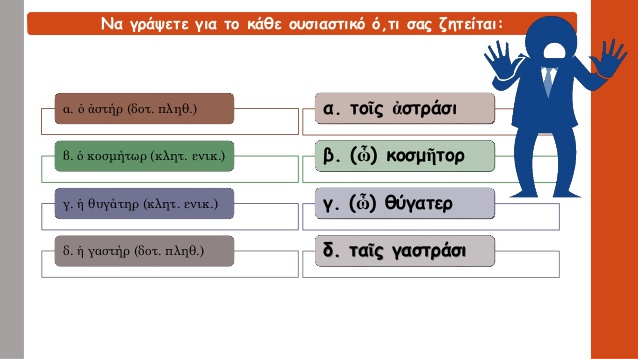 Να γράψετε για το κάθε ουσιαστικό ό,τι σας ζητείται:
α. ὁ ἀστήρ (δοτ. πληθ.)
α. τοῖς ἀστράσι
β. ὁ κοσμήτωρ (κλητ. ενικ.)
β. (ὦ) κοσμῆτορ
γ. ἡ θυγάτηρ (κλητ. ενικ.)
γ. (ὦ) θύγατερ
δ. ἡ γαστήρ (δοτ. πληθ.)
δ. ταῖς γαστράσι